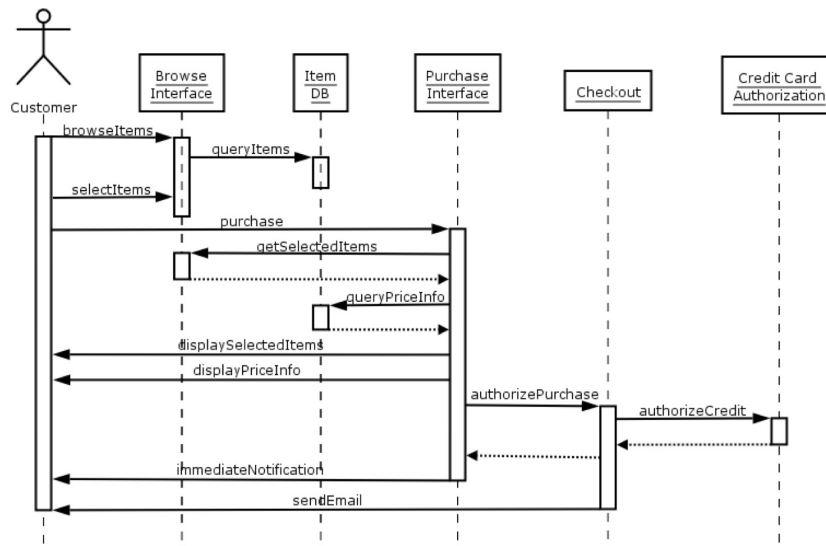 Browse
Interface
Item
DB
Purchase
Interface
Checkout
Credit Card
Authorization
Customer
browseItems
queryItems
selectItems
purchase
getSelectedItems
queryPriceInfo
displaySelectedItems
displayPriceInfo
authorizePurchase
authorizeCredit
immediateNotification
sendEmail